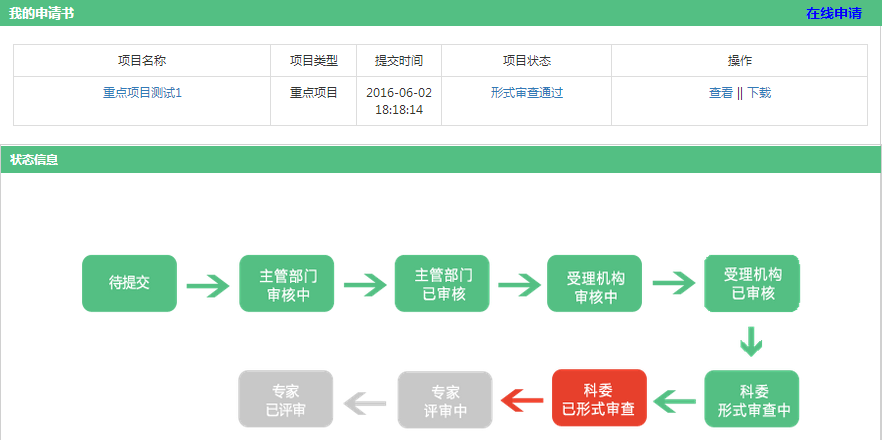 我的申请书
在线申请
项目名称 项目类型 提交时间 项目状态 操作
重点项目测试1 重点项目 2016-06-02 形式审查通过 查看 || 下载
18:18:14
状态信息
待提交
主管部门
审核中
主管部门
已审核
受理机构
审核中
受理机构
已审核
科委
形式审查中
科委
已形式审查
专家
评审中
专家
已评审